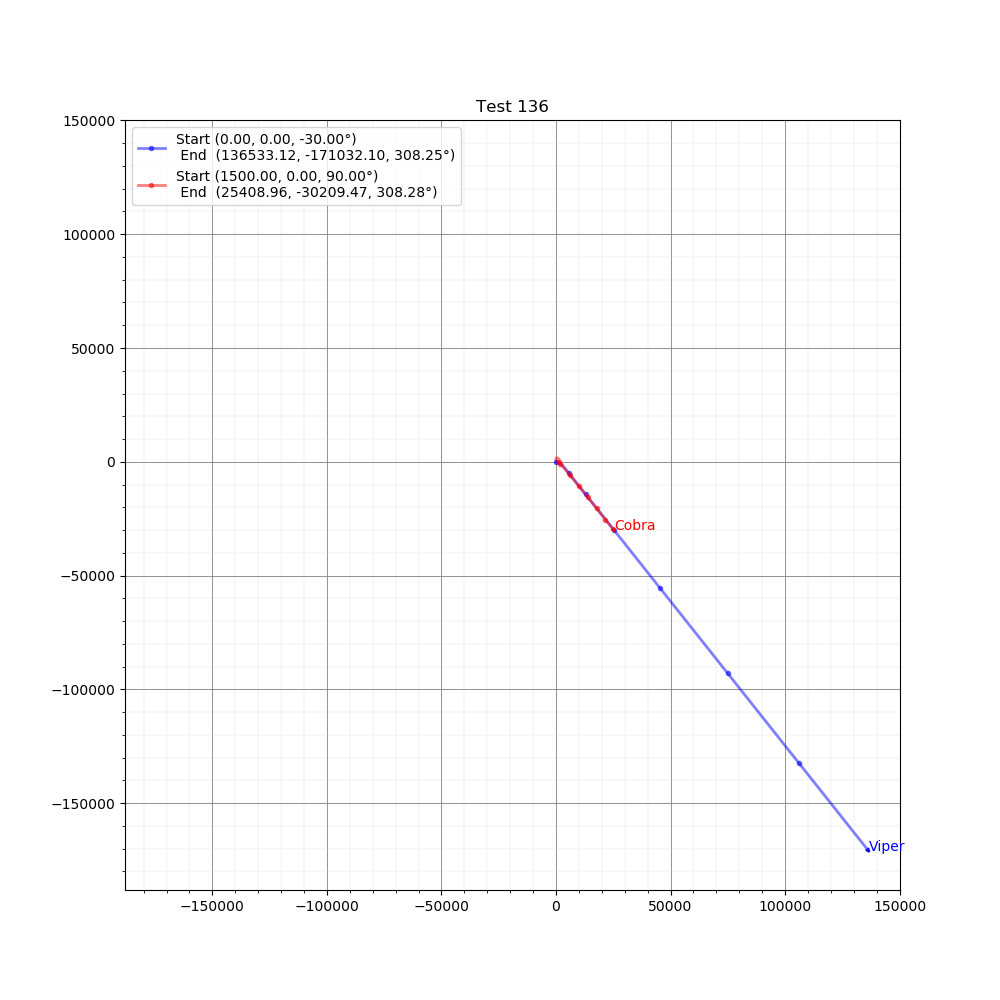 Test 136
150000
100000
50000
0
−50000
−100000
−150000
Start (0.00, 0.00, -30.00°)
End (136533.12, -171032.10, 308.25°)
Start (1500.00, 0.00, 90.00°)
End (25408.96, -30209.47, 308.28°)
Cobra
Viper
−150000
−100000
−50000
0
50000
100000
150000